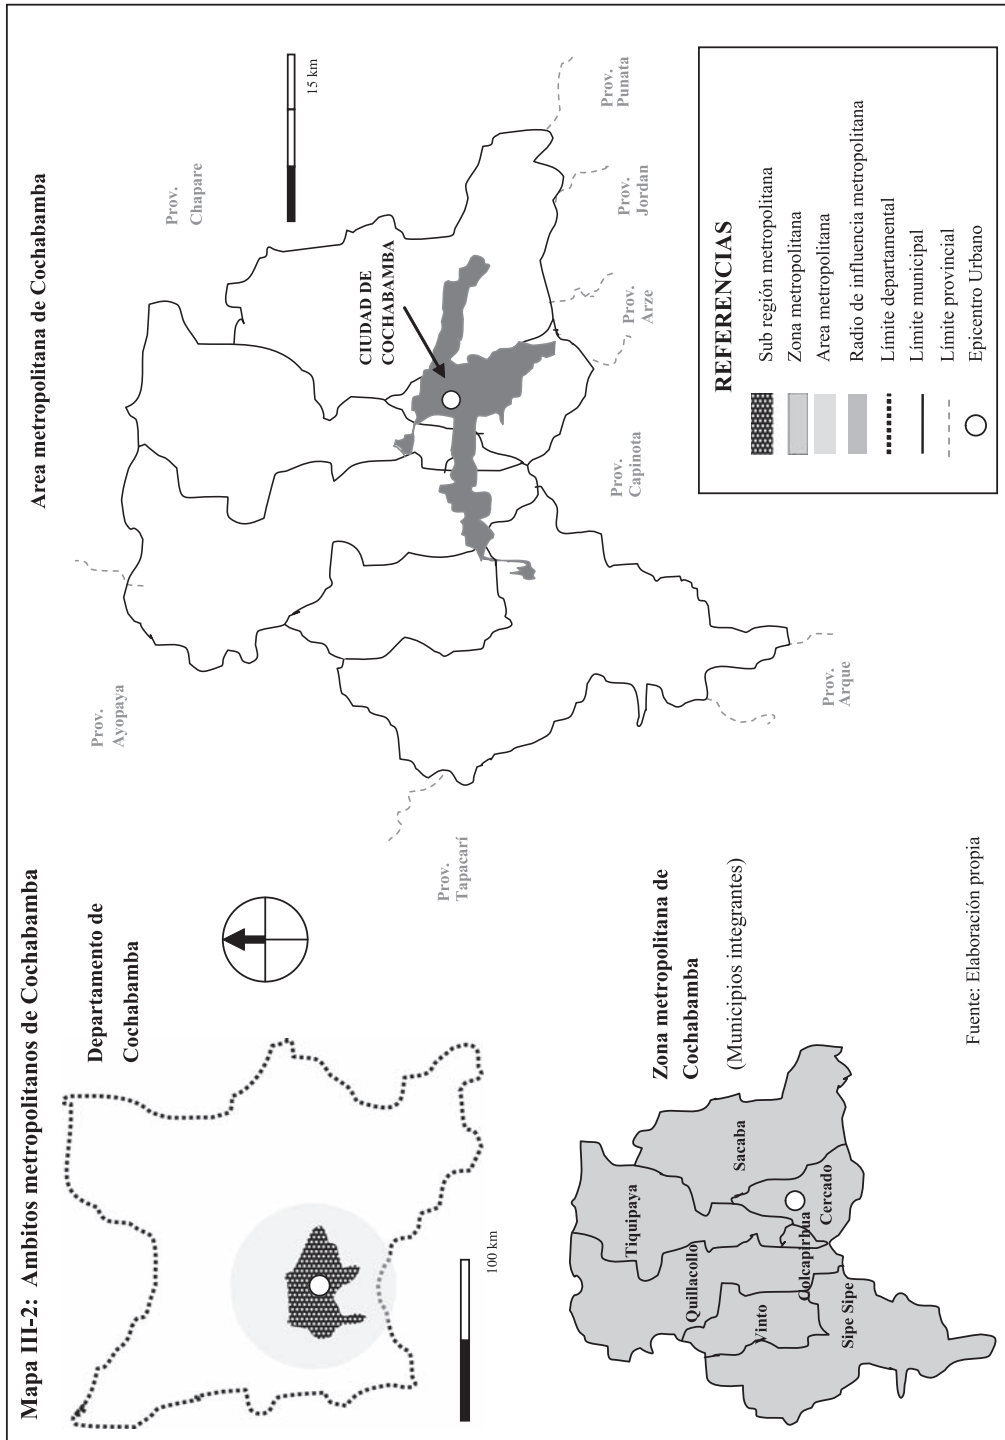 Mapa III-2: Ambitos metropolitanos de Cochabamba
Departamento de
Cochabamba
100 km
Area metropolitana de Cochabamba
Prov.
Ayopaya
Prov.
Chapare
15 km
CIUDAD DE
COCHABAMBA
Prov.
Tapacarí
Prov.
Arque
Prov.
Capinota
Prov.
Arze
Prov.
Jordan
Prov.
Punata
Zona metropolitana de
Cochabamba
(Municipios integrantes)
Tiquipaya
Sacaba
Quillacollo
Vinto
Colcapirhua
Cercado
Sipe Sipe
REFERENCIAS
Sub región metropolitana
Zona metropolitana
Area metropolitana
Radio de influencia metropolitana
Límite departamental
Límite municipal
Límite provincial
Epicentro Urbano
Fuente: Elaboración propia